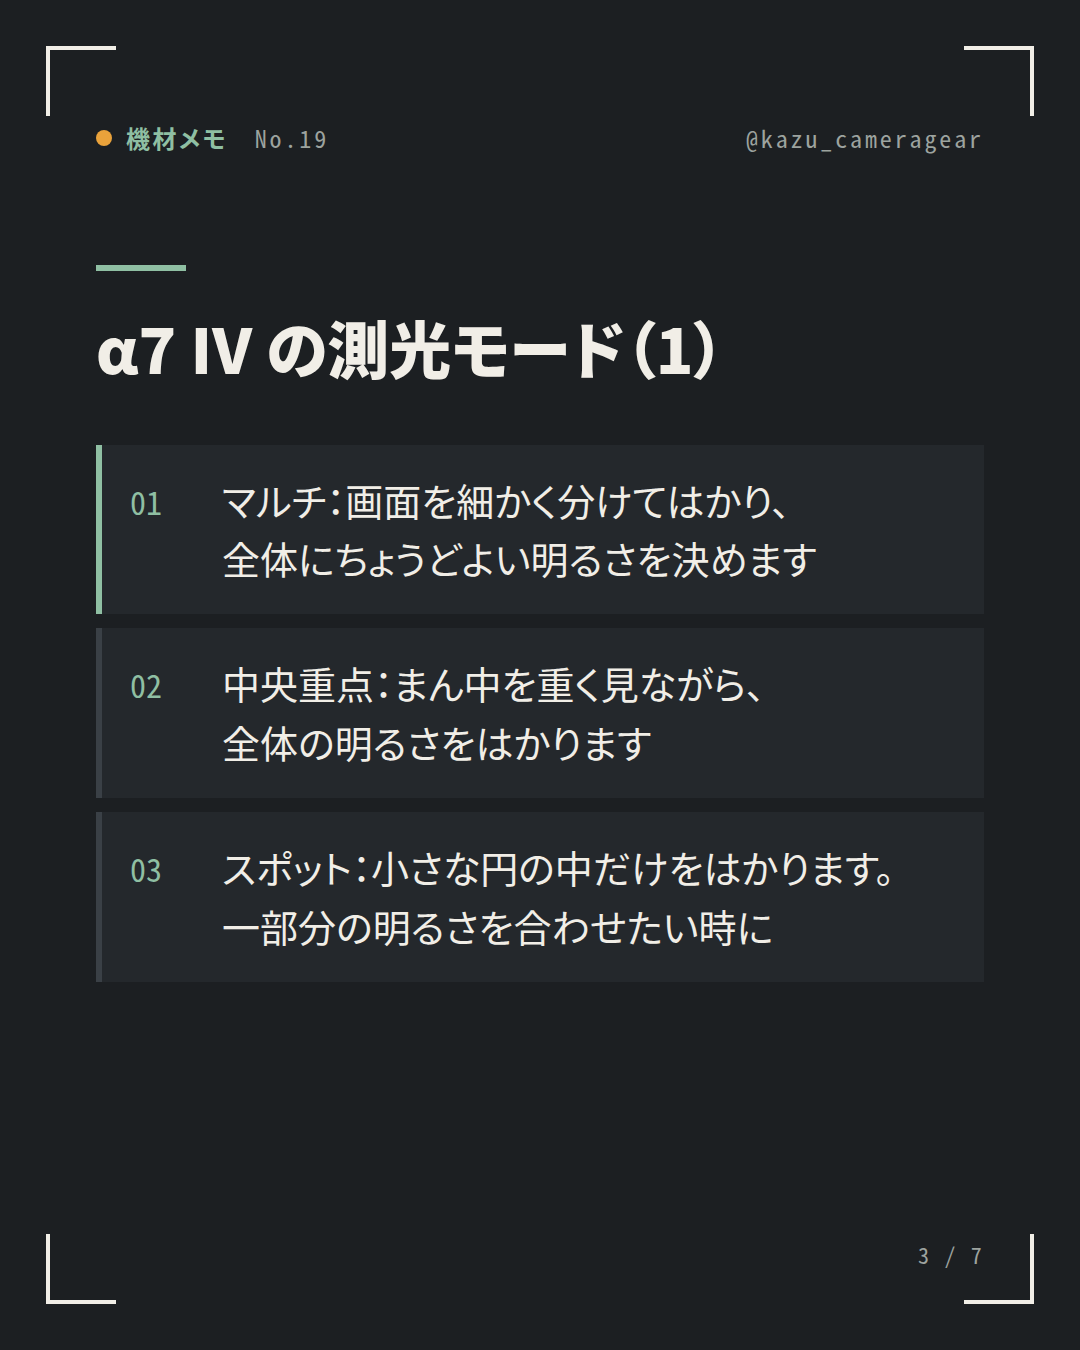 機材メモ No.19
@kazu_cameragear
α7 IV の測光モード(1)
01
マルチ：画面を細かく分けてはかり、
全体にちょうどよい明るさを決めます
02
中央重点：まん中を重く見ながら、
全体の明るさをはかります
03
スポット：小さな円の中だけをはかります。
一部分の明るさを合わせたい時に
3 / 7